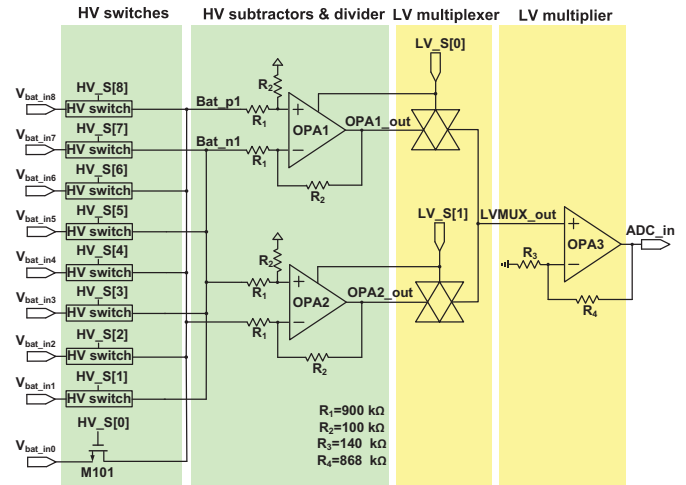 HV switches
HV subtractors & divider
LV multiplexer
LV multiplier
LV_S[0]
HV_S[8]
V_bat_in8
HV switch
Bat_p1
R2
R1
+
OPA1
OPA1_out
HV_S[7]
V_bat_in7
HV switch
Bat_n1
R1
−
R2
HV_S[6]
V_bat_in6
HV switch
HV_S[5]
V_bat_in5
HV switch
LV_S[1]
LVMUX_out
+
OPA3
ADC_in
R3
−
R4
HV_S[4]
V_bat_in4
HV switch
R2
R1
+
OPA2
OPA2_out
HV_S[3]
V_bat_in3
HV switch
R1
−
R2
HV_S[2]
V_bat_in2
HV switch
HV_S[1]
V_bat_in1
HV switch
HV_S[0]
V_bat_in0
M101
R1=900 kΩ
R2=100 kΩ
R3=140 kΩ
R4=868 kΩ